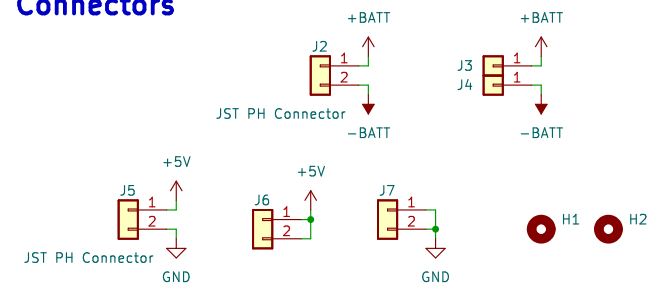 Connectors
+BATT
+BATT
J2
1
2
JST PH Connector
-BATT
J3
1
J4
1
-BATT
+5V
J5
1
2
JST PH Connector
GND
+5V
J6
1
2
J7
1
2
GND
H1
H2